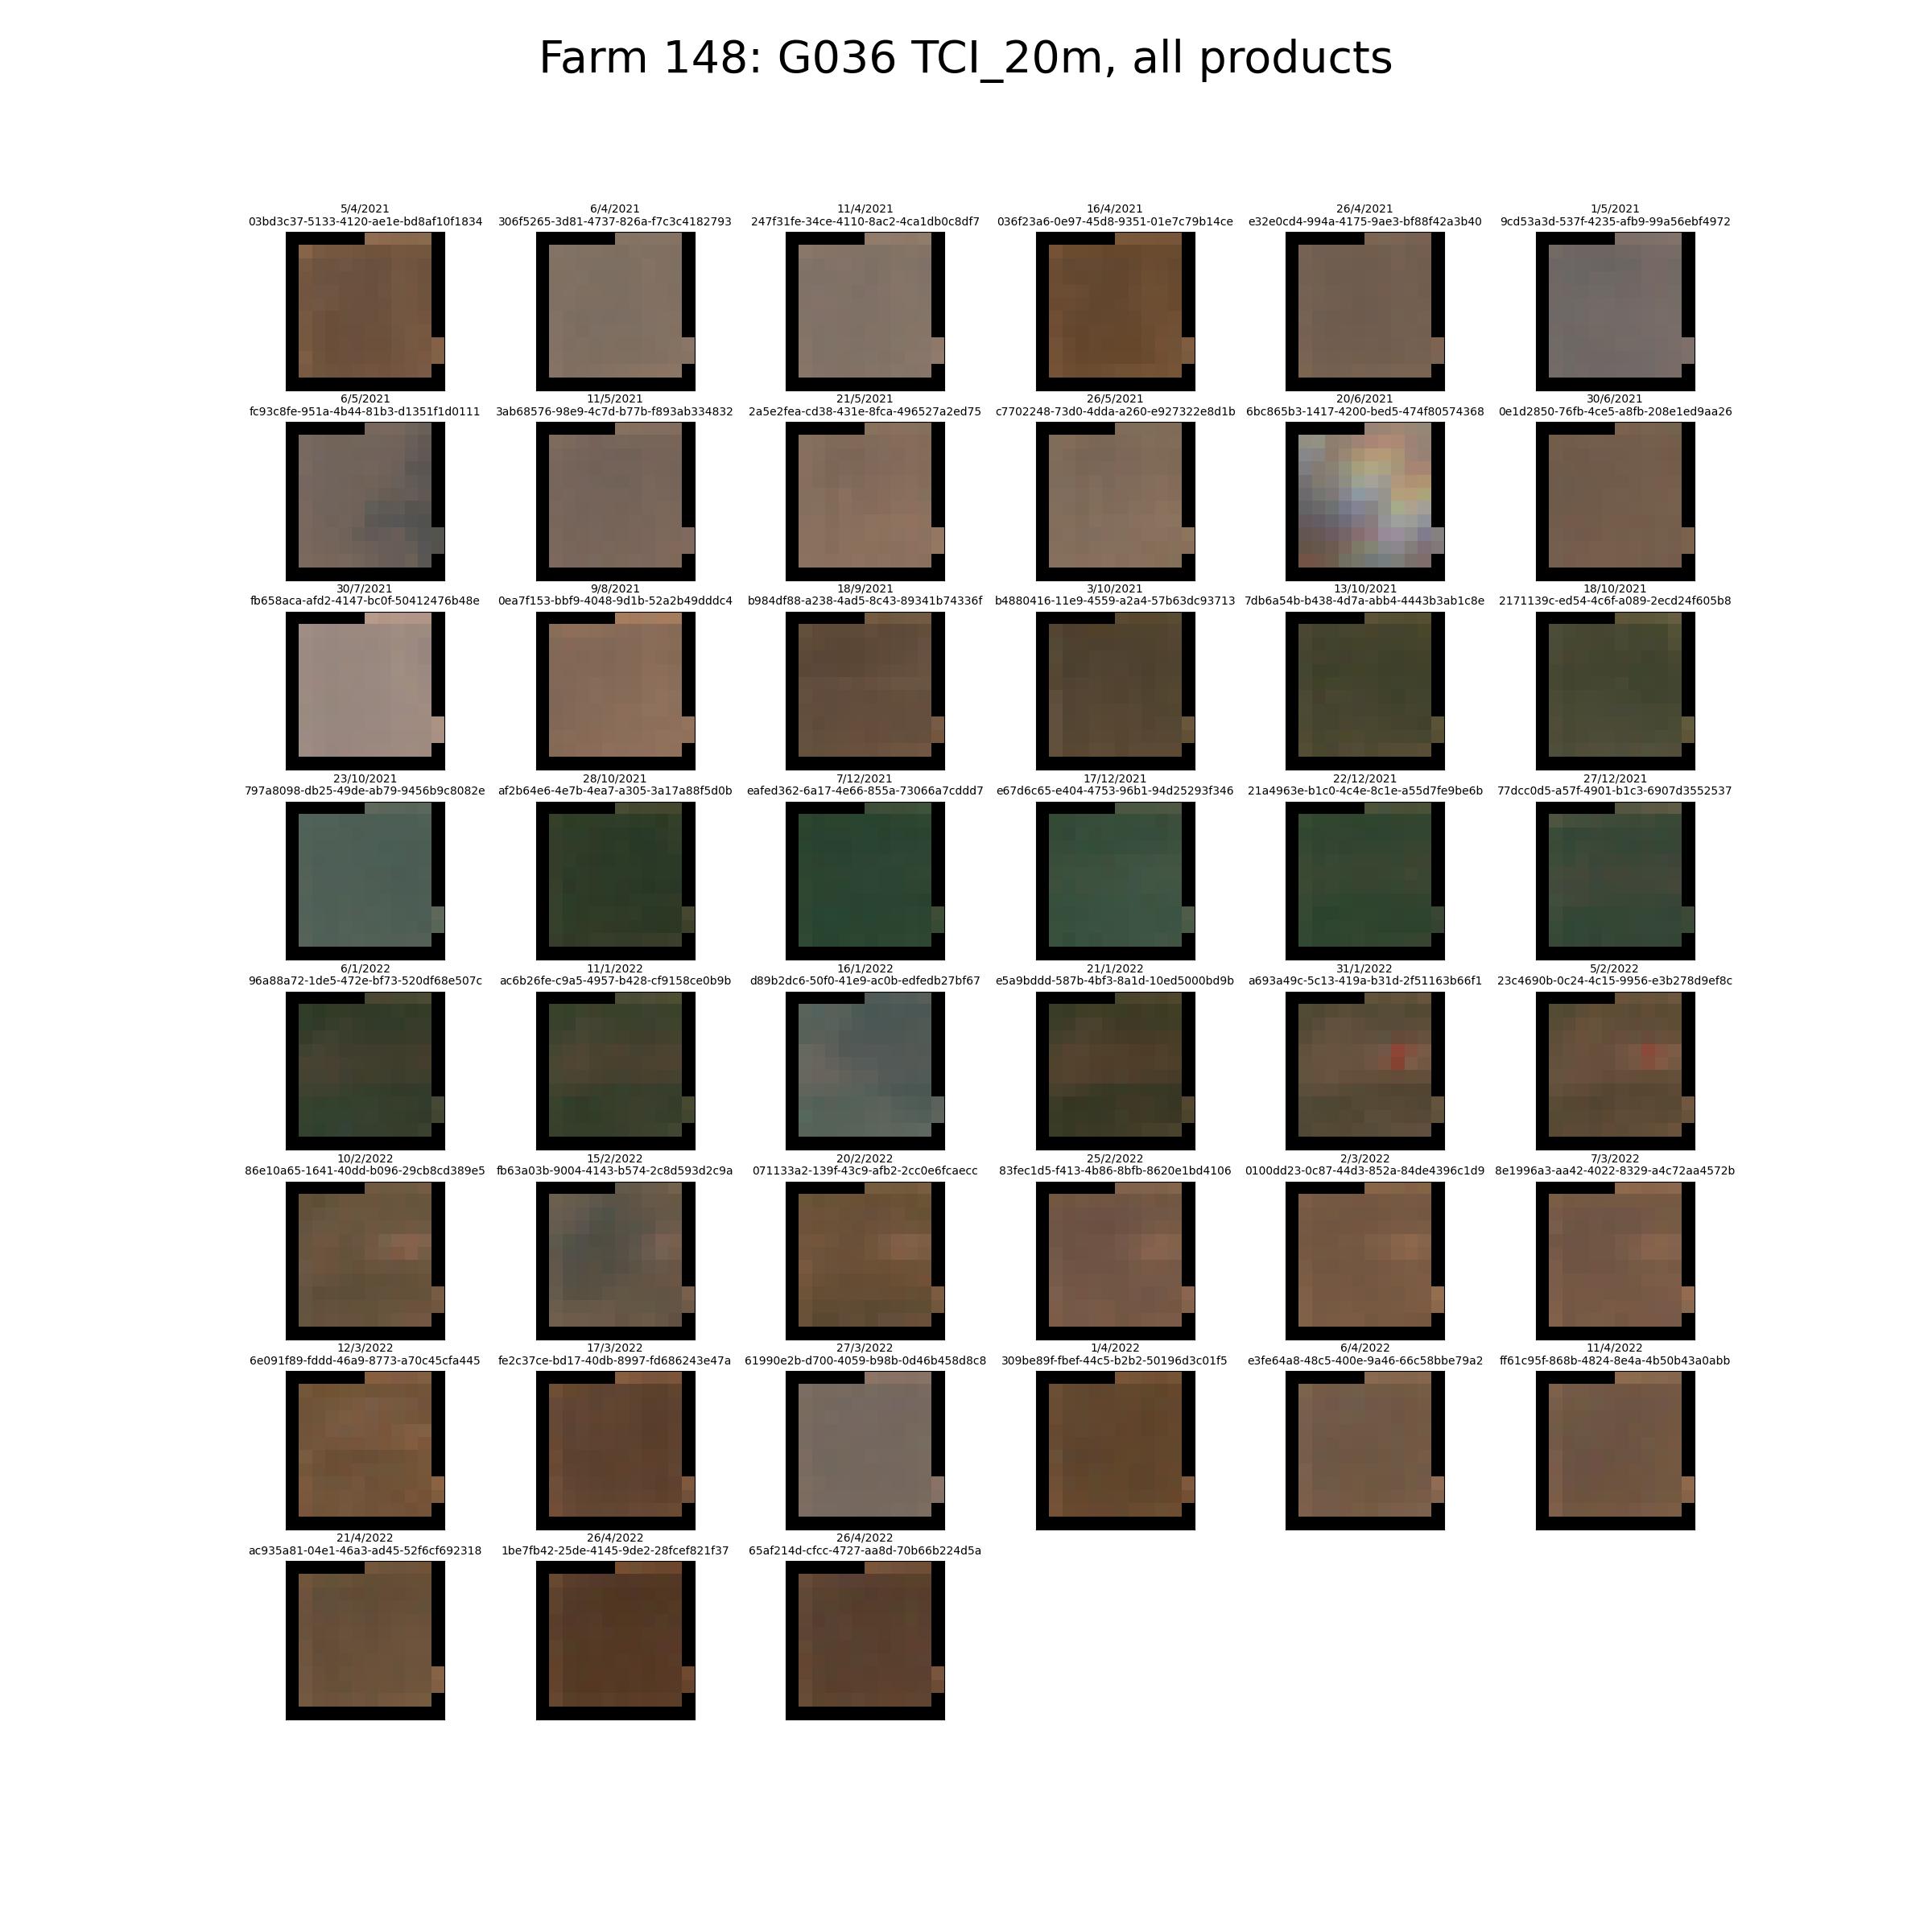 Farm 148: G036 TCI_20m, all products
5/4/2021 6/4/2021 11/4/2021 16/4/2021 26/4/2021 1/5/2021
03bd3c37-5133-4120-ae1e-bd8af10f1834 306f5265-3d81-4737-826a-f7c3c4182793 247f31fe-34ce-4110-8ac2-4ca1db0c8df7 036f23a6-0e97-45d8-9351-01e7c79b14ce e32e0cd4-994a-4175-9ae3-bf88f42a3b40 9cd53a3d-537f-4235-afb9-99a56ebf4972
6/5/2021 11/5/2021 21/5/2021 26/5/2021 20/6/2021 30/6/2021
fc93c8fe-951a-4b44-81b3-d1351f1d0111 3ab68576-98e9-4c7d-b77b-f893ab334832 2a5e2fea-cd38-431e-8fca-496527a2ed75 c7702248-73d0-4dda-a260-e927322e8d1b 6bc865b3-1417-4200-bed5-474f80574368 0e1d2850-76fb-4ce5-a8fb-208e1ed9aa26
30/7/2021 9/8/2021 18/9/2021 3/10/2021 13/10/2021 18/10/2021
fb658aca-afd2-4147-bc0f-50412476b48e 0ea7f153-bbf9-4048-9d1b-52a2b49dddc4 b984df88-a238-4ad5-8c43-89341b74336f b4880416-11e9-4559-a2a4-57b63dc93713 7db6a54b-b438-4d7a-abb4-4443b3ab1c8e 2171139c-ed54-4c6f-a089-2ecd24f605b8
23/10/2021 28/10/2021 7/12/2021 17/12/2021 22/12/2021 27/12/2021
797a8098-db25-49de-ab79-9456b9c8082e af2b64e6-4e7b-4ea7-a305-3a17a88f5d0b eafed362-6a17-4e66-855a-73066a7cddd7 e67d6c65-e404-4753-96b1-94d25293f346 21a4963e-b1c0-4c4e-8c1e-a55d7fe9be6b 77dcc0d5-a57f-4901-b1c3-6907d3552537
6/1/2022 11/1/2022 16/1/2022 21/1/2022 31/1/2022 5/2/2022
96a88a72-1de5-472e-bf73-520df68e507c ac6b26fe-c9a5-4957-b428-cf9158ce0b9b d89b2dc6-50f0-41e9-ac0b-edfedb27bf67 e5a9bddd-587b-4bf3-8a1d-10ed5000bd9b a693a49c-5c13-419a-b31d-2f51163b66f1 23c4690b-0c24-4c15-9956-e3b278d9ef8c
10/2/2022 15/2/2022 20/2/2022 25/2/2022 2/3/2022 7/3/2022
86e10a65-1641-40dd-b096-29cb8cd389e5 fb63a03b-9004-4143-b574-2c8d593d2c9a 071133a2-139f-43c9-afb2-2cc0e6fcaecc 83fec1d5-f413-4b86-8bfb-8620e1bd4106 0100dd23-0c87-44d3-852a-84de4396c1d9 8e1996a3-aa42-4022-8329-a4c72aa4572b
12/3/2022 17/3/2022 27/3/2022 1/4/2022 6/4/2022 11/4/2022
6e091f89-fddd-46a9-8773-a70c45cfa445 fe2c37ce-bd17-40db-8997-fd686243e47a 61990e2b-d700-4059-b98b-0d46b458d8c8 309be89f-fbef-44c5-b2b2-50196d3c01f5 e3fe64a8-48c5-400e-9a46-66c58bbe79a2 ff61c95f-868b-4824-8e4a-4b50b43a0abb
21/4/2022 26/4/2022 26/4/2022
ac935a81-04e1-46a3-ad45-52f6cf692318 1be7fb42-25de-4145-9de2-28fcef821f37 65af214d-cfcc-4727-aa8d-70b66b224d5a